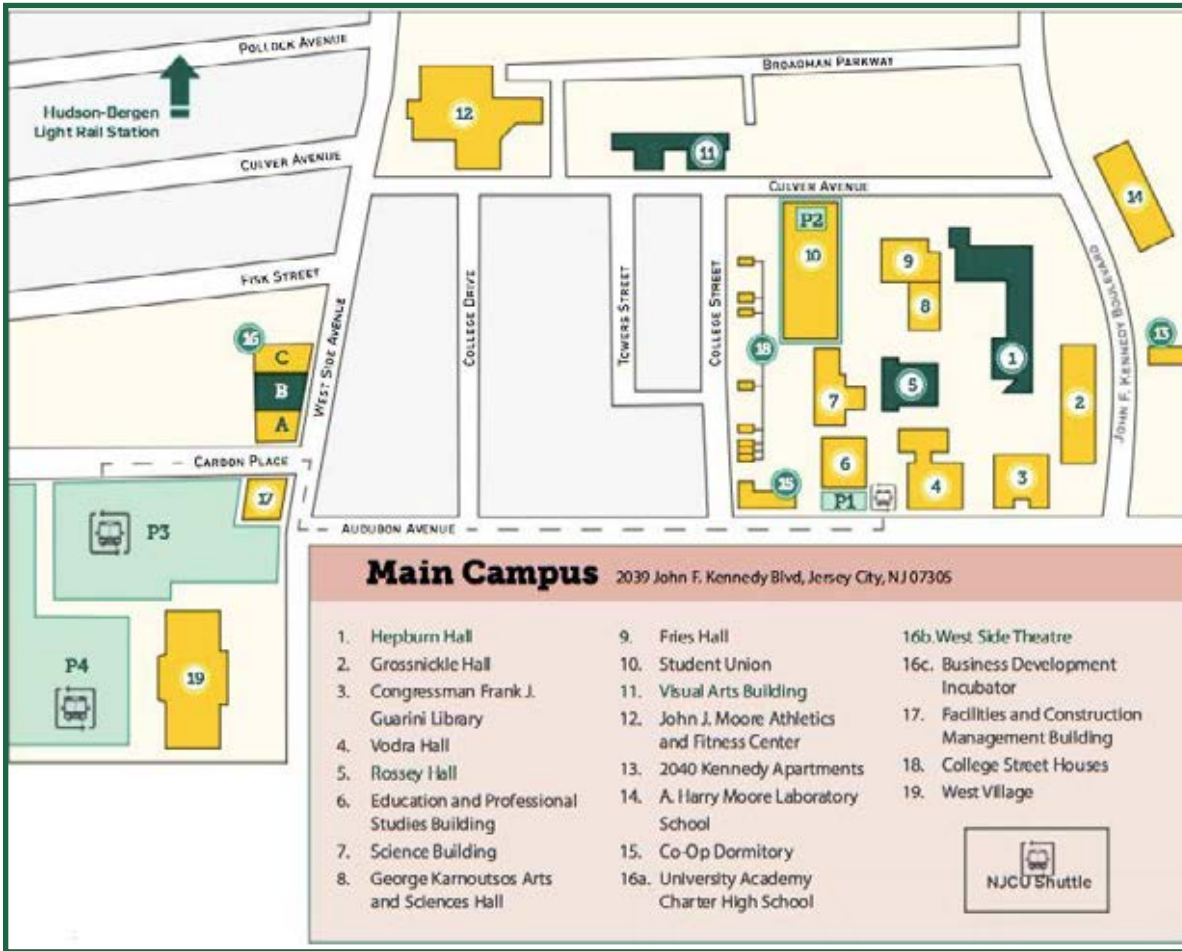 POLLOCK AVENUE
BROADMAN PARKWAY
Hudson-Bergen
Light Rail Station
12
11
CULVER AVENUE
CULVER AVENUE
14
P2
10
9
8
FISK STREET
WEST SIDE AVENUE
COLLEGE DRIVE
TOWERS STREET
COLLEGE STREET
JOHN F. KENNEDY BOULEVARD
16
C
B
A
18
1
13
5
7
2
CARBON PLACE
6
4
3
15
P1
17
P3
AUDUBON AVENUE
P4
19
Main Campus 2039 John F. Kennedy Blvd, Jersey City, NJ 07305
1. Hepburn Hall
2. Grossnickle Hall
3. Congressman Frank J.
Guarini Library
4. Vodra Hall
5. Rossey Hall
6. Education and Professional
Studies Building
7. Science Building
8. George Karnoutsos Arts
and Sciences Hall
9. Fries Hall
10. Student Union
11. Visual Arts Building
12. John J. Moore Athletics
and Fitness Center
13. 2040 Kennedy Apartments
14. A. Harry Moore Laboratory
School
15. Co-Op Dormitory
16a. University Academy
Charter High School
16b. West Side Theatre
16c. Business Development
Incubator
17. Facilities and Construction
Management Building
18. College Street Houses
19. West Village
NJCU Shuttle